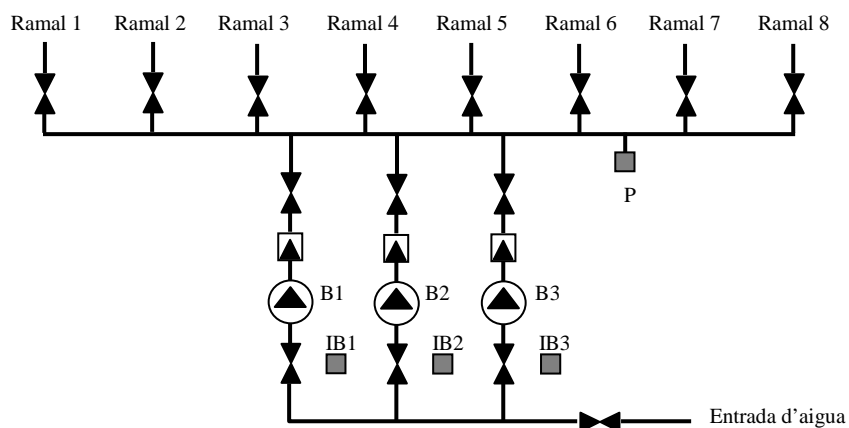 Ramal 1 Ramal 2 Ramal 3 Ramal 4 Ramal 5 Ramal 6 Ramal 7 Ramal 8
P
B1 B2 B3
IB1 IB2 IB3
Entrada d’aigua